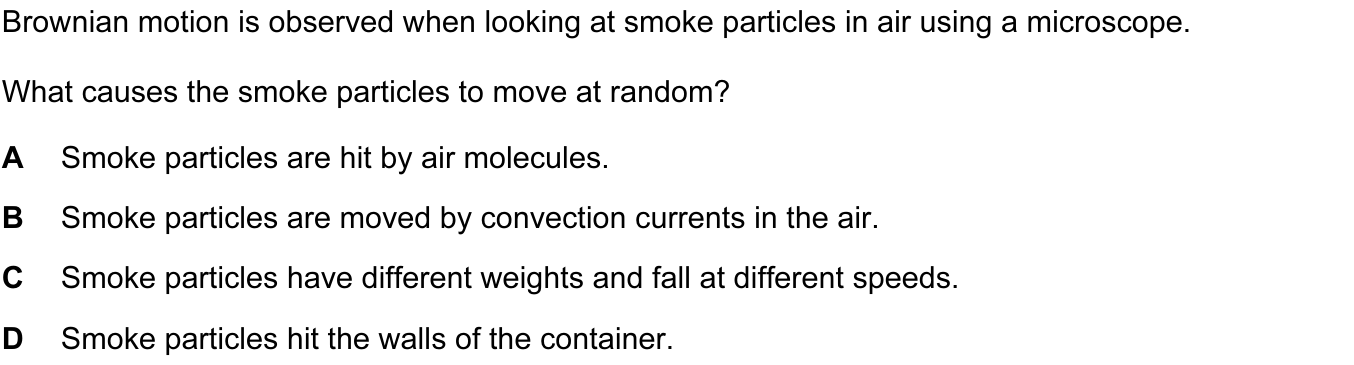 Brownian motion is observed when looking at smoke particles in air using a microscope.
What causes the smoke particles to move at random?
A Smoke particles are hit by air molecules.
B Smoke particles are moved by convection currents in the air.
C Smoke particles have different weights and fall at different speeds.
D Smoke particles hit the walls of the container.